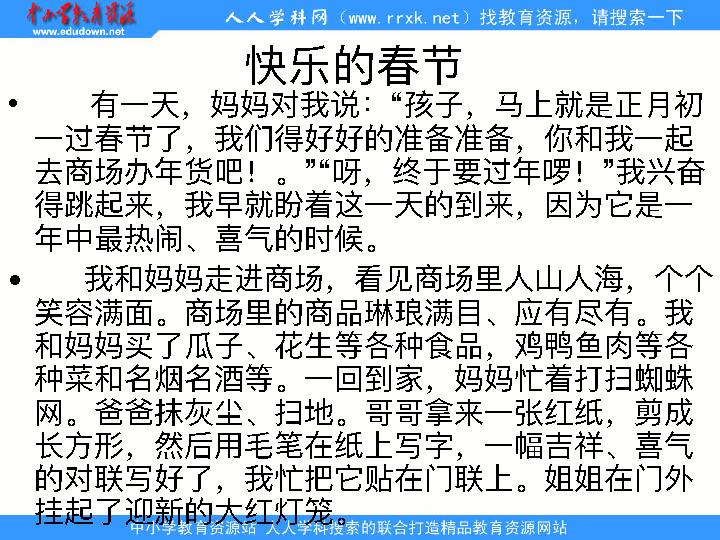 中小学教育资源
www.edudown.net
人人学科网（www.rrxk.net）找教育资源，请搜索一下
快乐的春节
• 有一天，妈妈对我说：“孩子，马上就是正月初
一过春节了，我们得好好的准备准备，你和我一起
去商场办年货吧！。”“呀，终于要过年啰！”我兴奋
得跳起来，我早就盼着这一天的到来，因为它是一
年中最热闹、喜气的时候。
• 我和妈妈走进商场，看见商场里人山人海，个个
笑容满面。商场里的商品琳琅满目、应有尽有。我
和妈妈买了瓜子、花生等各种食品，鸡鸭鱼肉等各
种菜和名烟名酒等。一回到家，妈妈忙着打扫蜘蛛
网。爸爸抹灰尘、扫地。哥哥拿来一张红纸，剪成
长方形，然后用毛笔在纸上写字，一幅吉祥、喜气
的对联写好了，我忙把它贴在门联上。姐姐在门外
挂起了迎新的大红灯笼。
中小学教育资源站 人人学科搜索的联合打造精品教育资源网站